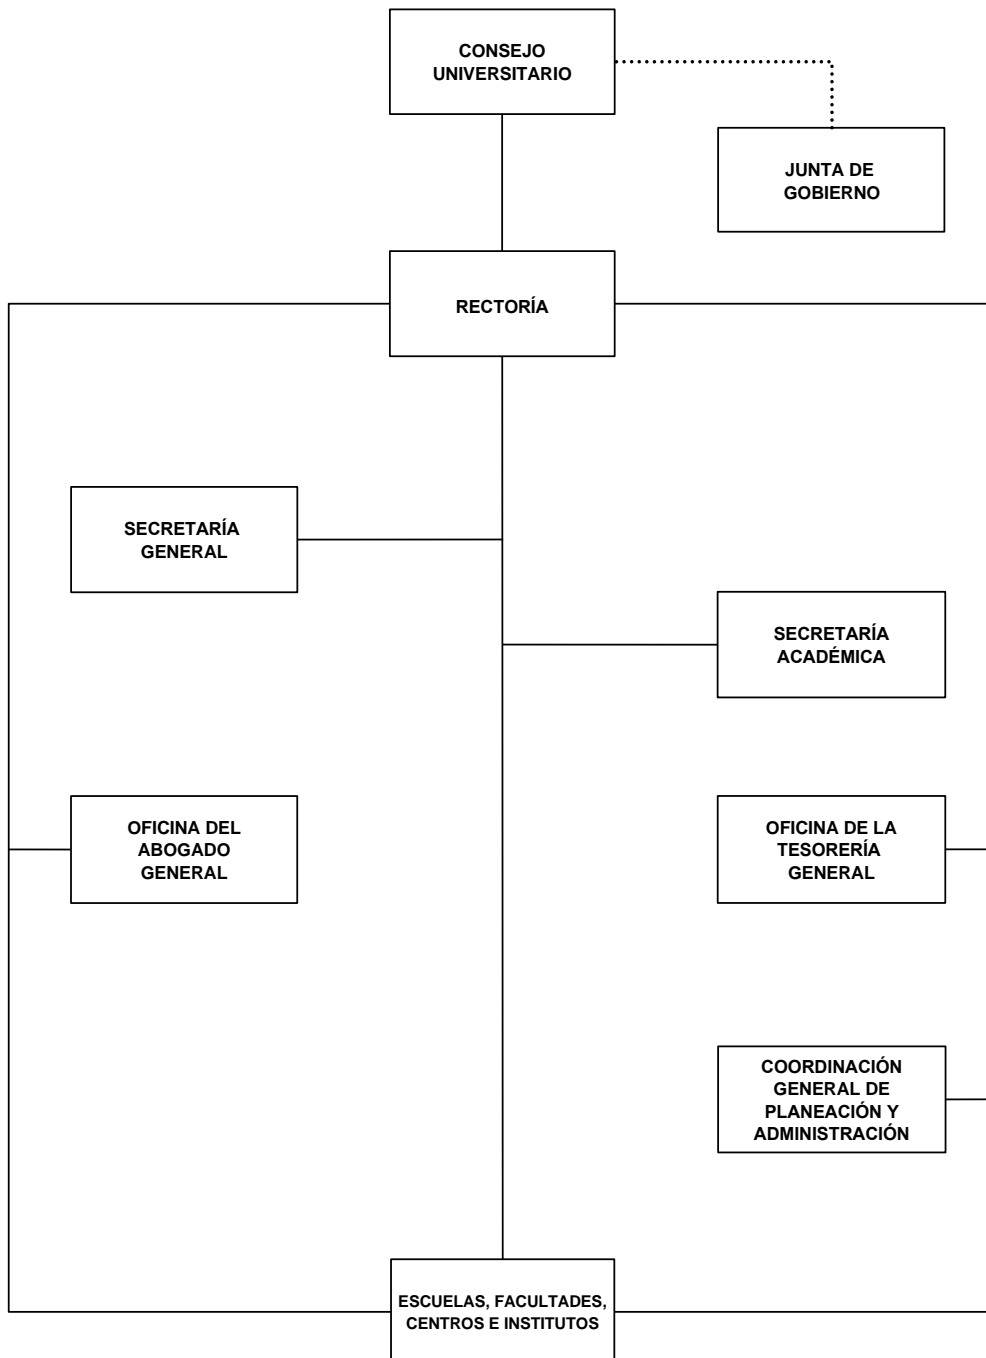 CONSEJO
UNIVERSITARIO
JUNTA DE
GOBIERNO
RECTORÍA
SECRETARÍA
GENERAL
SECRETARÍA
ACADÉMICA
OFICINA DEL
ABOGADO
GENERAL
OFICINA DE LA
TESORERÍA
GENERAL
COORDINACIÓN
GENERAL DE
PLANEACIÓN Y
ADMINISTRACIÓN
ESCUELAS, FACULTADES,
CENTROS E INSTITUTOS